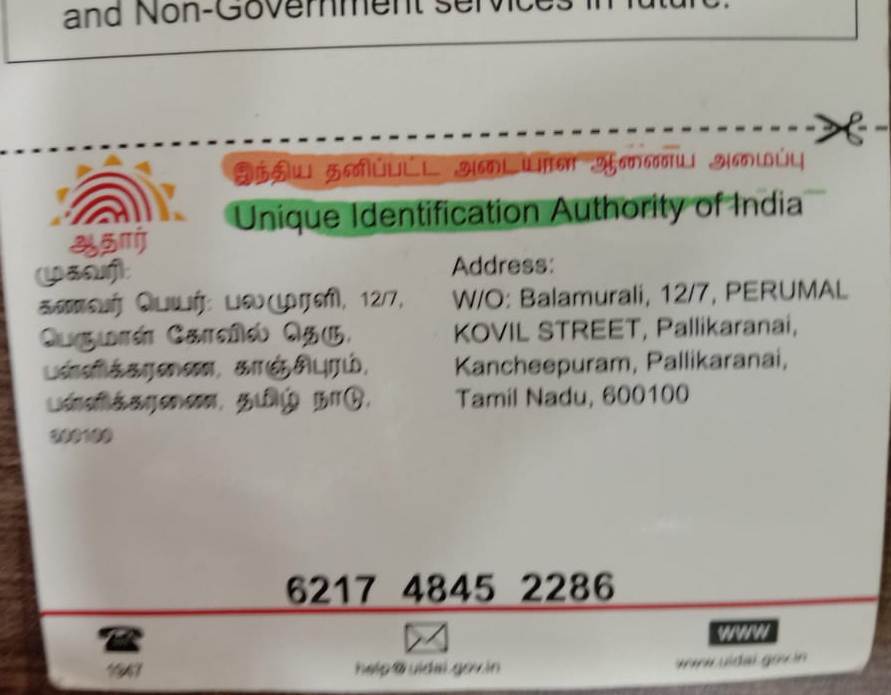 and Non-Government services in future.
இந்திய தனிப்பட்ட அடையாள ஆணைய அமைப்பு
Unique Identification Authority of India
ஆதார்
முகவரி:
கணவர் பெயர்: பலமுரளி, 12/7,
பெருமாள் கோவில் தெரு,
பள்ளிக்கரணை, காஞ்சிபுரம்,
பள்ளிக்கரணை, தமிழ் நாடு,
600100
Address:
W/O: Balamurali, 12/7, PERUMAL
KOVIL STREET, Pallikaranai,
Kancheepuram, Pallikaranai,
Tamil Nadu, 600100
6217 4845 2286
1947
help@uidai.gov.in
WWW
www.uidai.gov.in